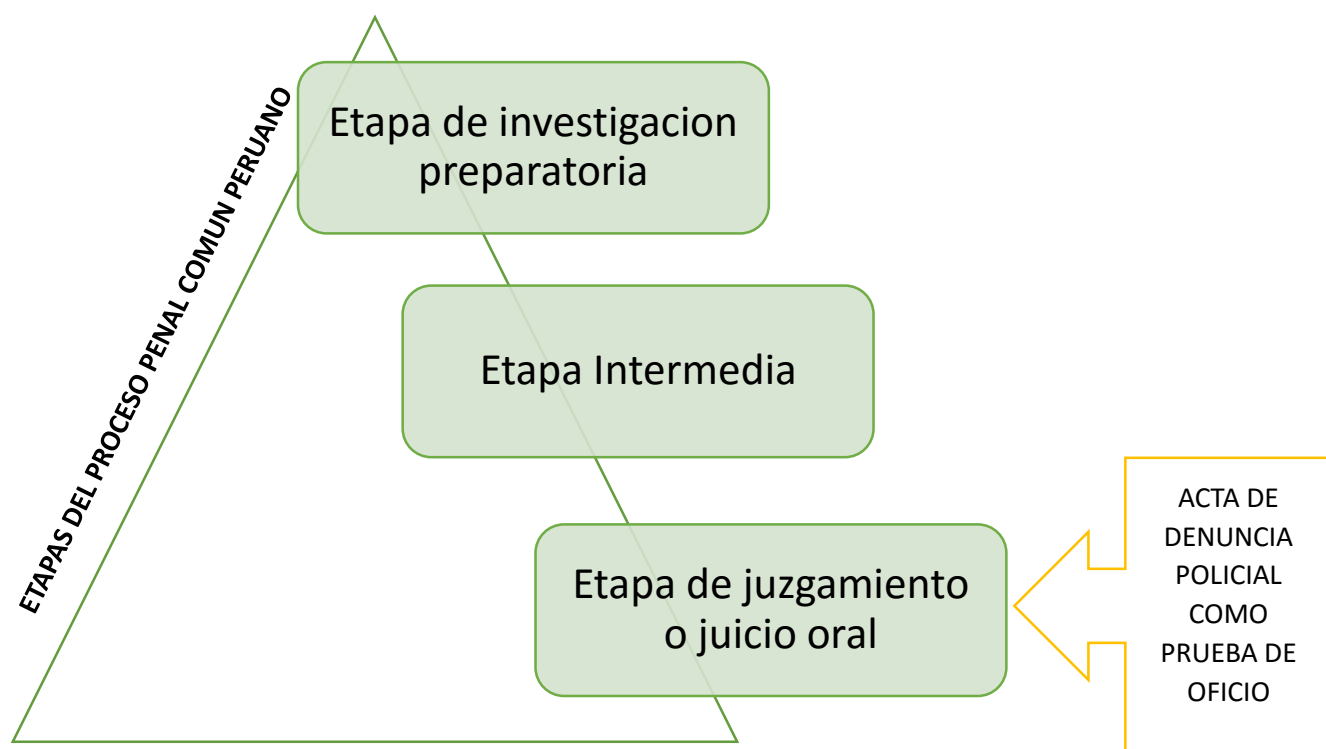 ETAPAS DEL PROCESO PENAL COMUN PERUANO
Etapa de investigacion
preparatoria
Etapa Intermedia
Etapa de juzgamiento
o juicio oral
ACTA DE
DENUNCIA
POLICIAL
COMO
PRUEBA DE
OFICIO